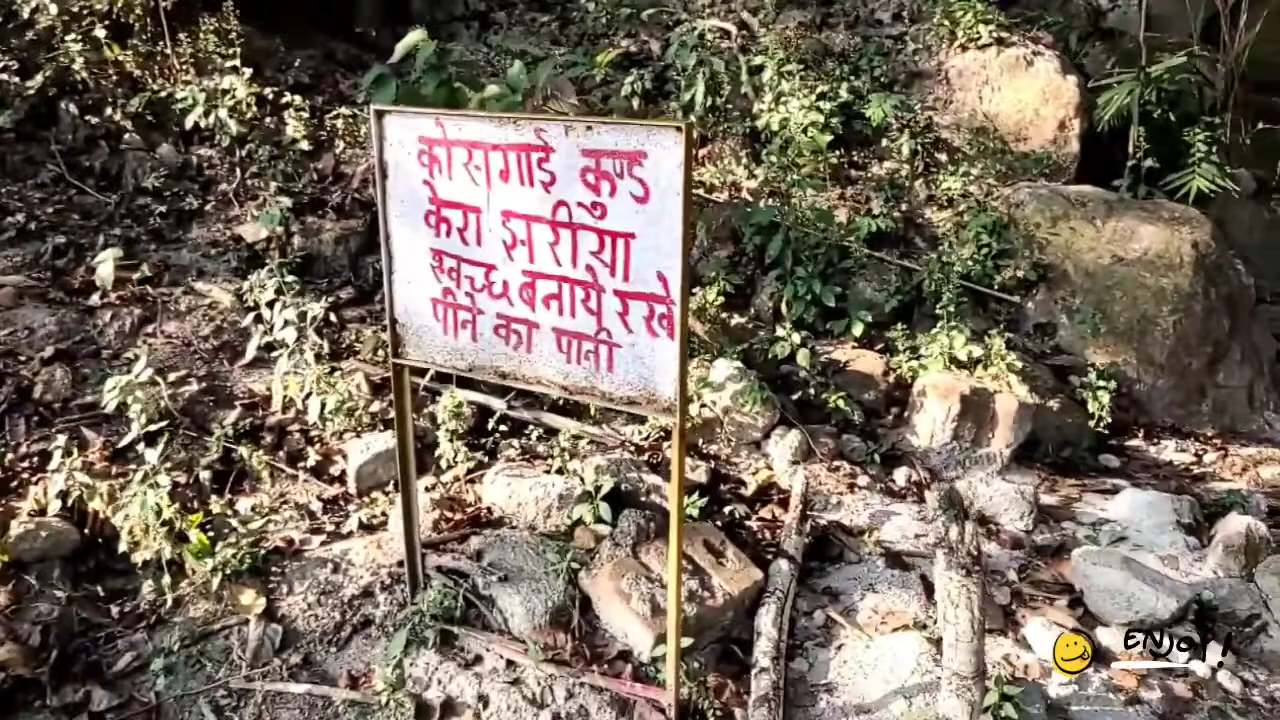 कोसगाई कुण्ड
केरा झरीया
श्वच्छ बनाये रखे
पीने का पानी
ENJOY!